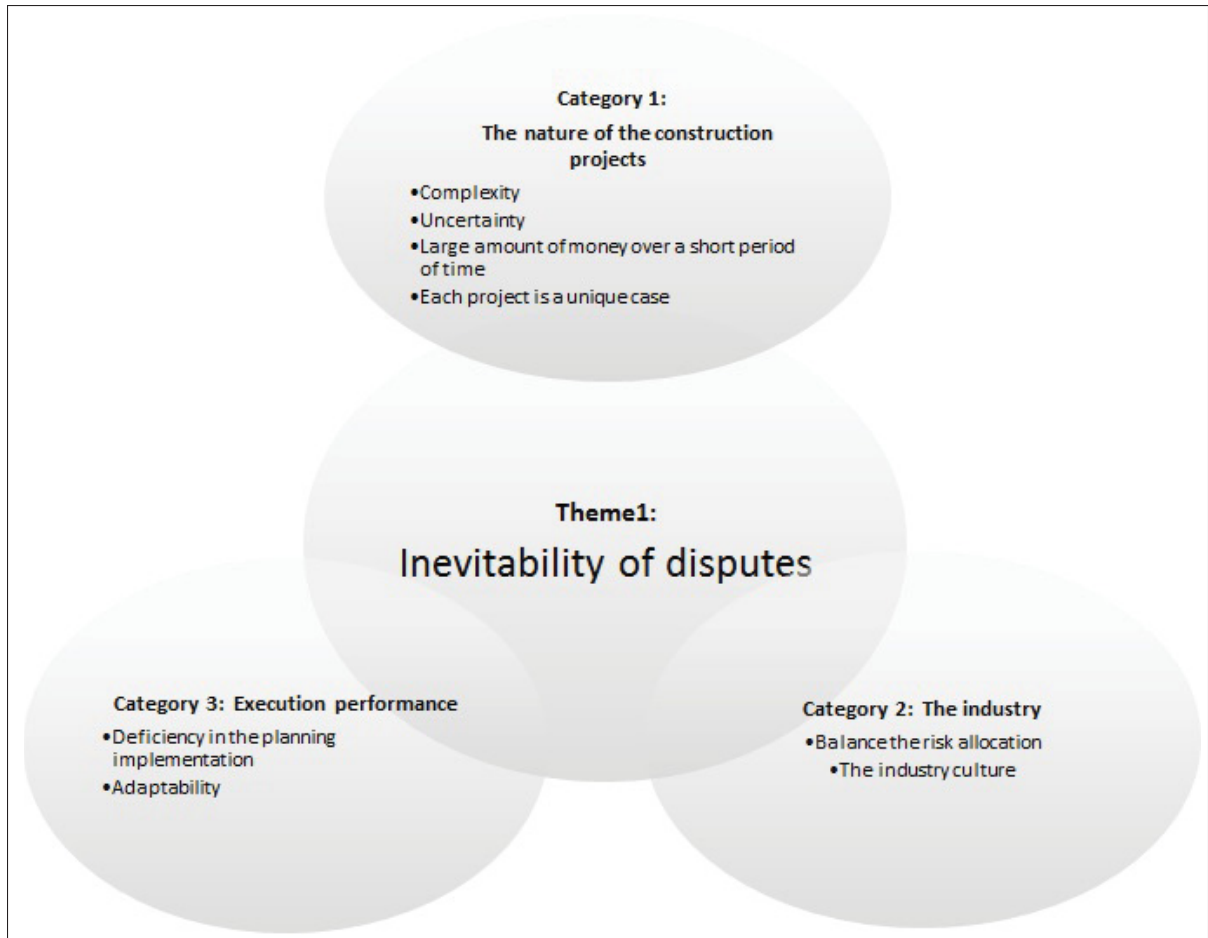 Category 1:
The nature of the construction
projects
•Complexity
•Uncertainty
•Large amount of money over a short period
of time
•Each project is a unique case
Theme1:
Inevitability of disputes
Category 3: Execution performance
•Deficiency in the planning
implementation
•Adaptability
Category 2: The industry
•Balance the risk allocation
•The industry culture